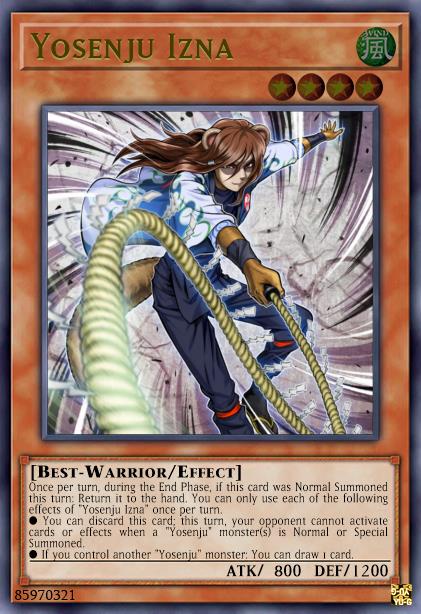 Yosenju Izna
WIND
風
[Best-Warrior/Effect]
Once per turn, during the End Phase, if this card was Normal Summoned
this turn: Return it to the hand. You can only use each of the following
effects of "Yosenju Izna" once per turn.
● You can discard this card; this turn, your opponent cannot activate
cards or effects when a "Yosenju" monster(s) is Normal or Special
Summoned.
● If you control another "Yosenju" monster: You can draw 1 card.
ATK/ 800 DEF/1200
85970321